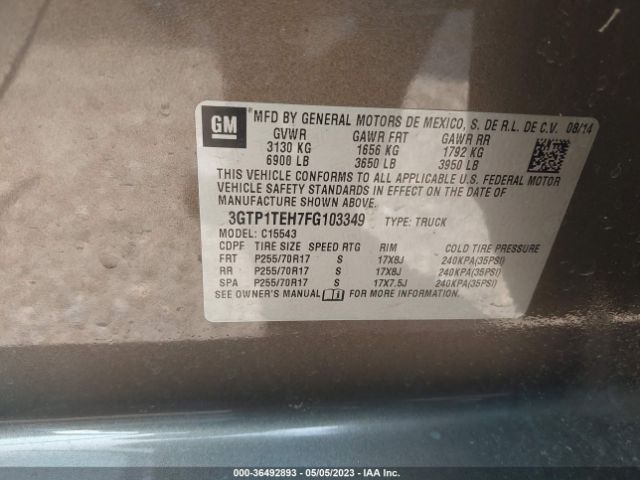 GM
*MFD BY GENERAL MOTORS DE MEXICO, S. DE R.L. DE C.V. 08/14
GVWR GAWR FRT GAWR RR
3130 KG 1656 KG 1792 KG
6900 LB 3650 LB 3950 LB
THIS VEHICLE CONFORMS TO ALL APPLICABLE U.S. FEDERAL MOTOR
VEHICLE SAFETY STANDARDS IN EFFECT ON THE DATE OF
MANUFACTURE SHOWN ABOVE.
3GTP1TEH7FG103349 TYPE: TRUCK
MODEL: C15543
CDPF TIRE SIZE SPEED RTG RIM COLD TIRE PRESSURE
FRT P255/70R17 S 17X8J 240KPA(35PSI)
RR P255/70R17 S 17X8J 240KPA(35PSI)
SPA P255/70R17 S 17X7.5J 240KPA(35PSI)
SEE OWNER'S MANUAL FOR MORE INFORMATION
© - 36492893 - 05/05/2023 - IAA Inc.